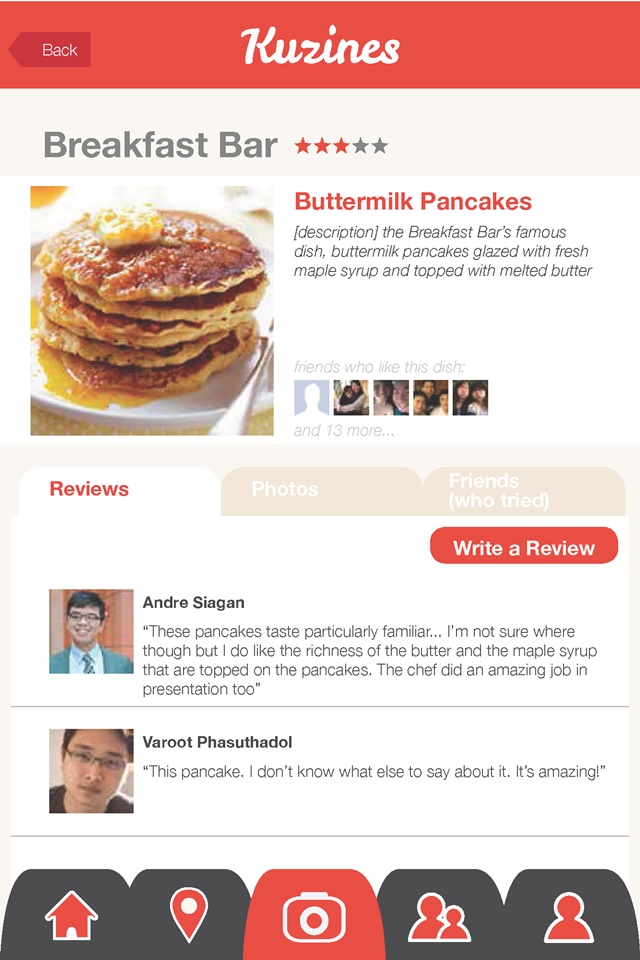 Back
Kuzines
Breakfast Bar
Buttermilk Pancakes
[description] the Breakfast Bar's famous
dish, buttermilk pancakes glazed with fresh
maple syrup and topped with melted butter
friends who like this dish:
and 13 more...
Reviews
Photos
Friends
(who tried)
Write a Review
Andre Siagan
“These pancakes taste particularly familiar... I'm not sure where
though but I do like the richness of the butter and the maple syrup
that are topped on the pancakes. The chef did an amazing job in
presentation too”
Varoot Phasuthadol
“This pancake. I don't know what else to say about it. It's amazing!”